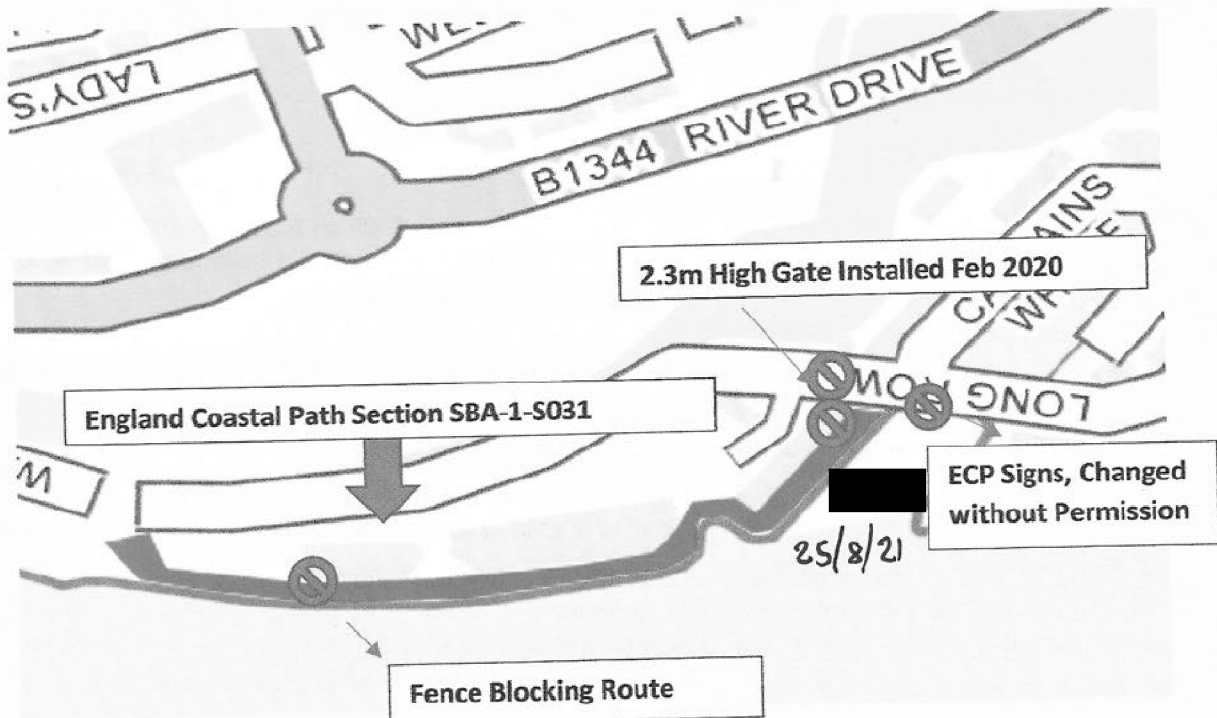 LADY'S
B1344 RIVER DRIVE
2.3m High Gate Installed Feb 2020
England Coastal Path Section SBA-1-S031
LONG ROW
ECP Signs, Changed
without Permission
25/8/21
Fence Blocking Route